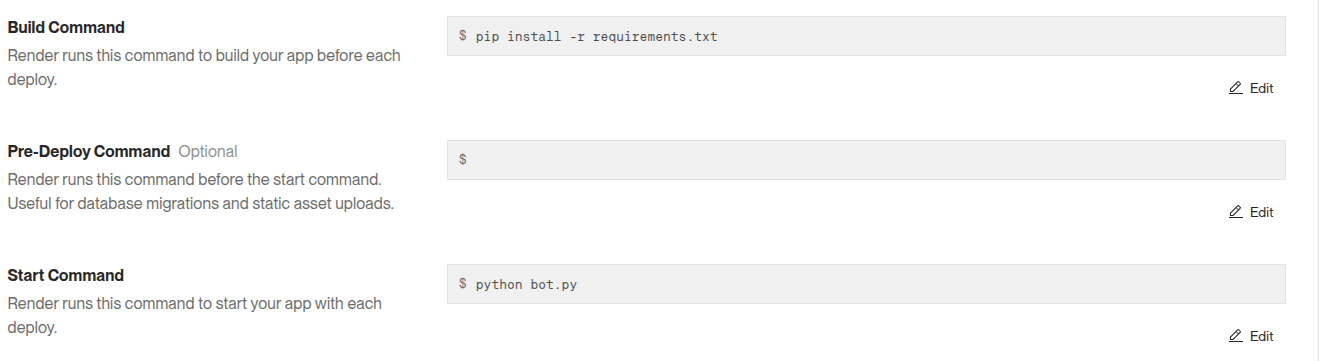 Build Command
$ pip install -r requirements.txt
Render runs this command to build your app before each
deploy.
Edit
Pre-Deploy Command Optional
$
Render runs this command before the start command.
Useful for database migrations and static asset uploads.
Edit
Start Command
$ python bot.py
Render runs this command to start your app with each
deploy.
Edit